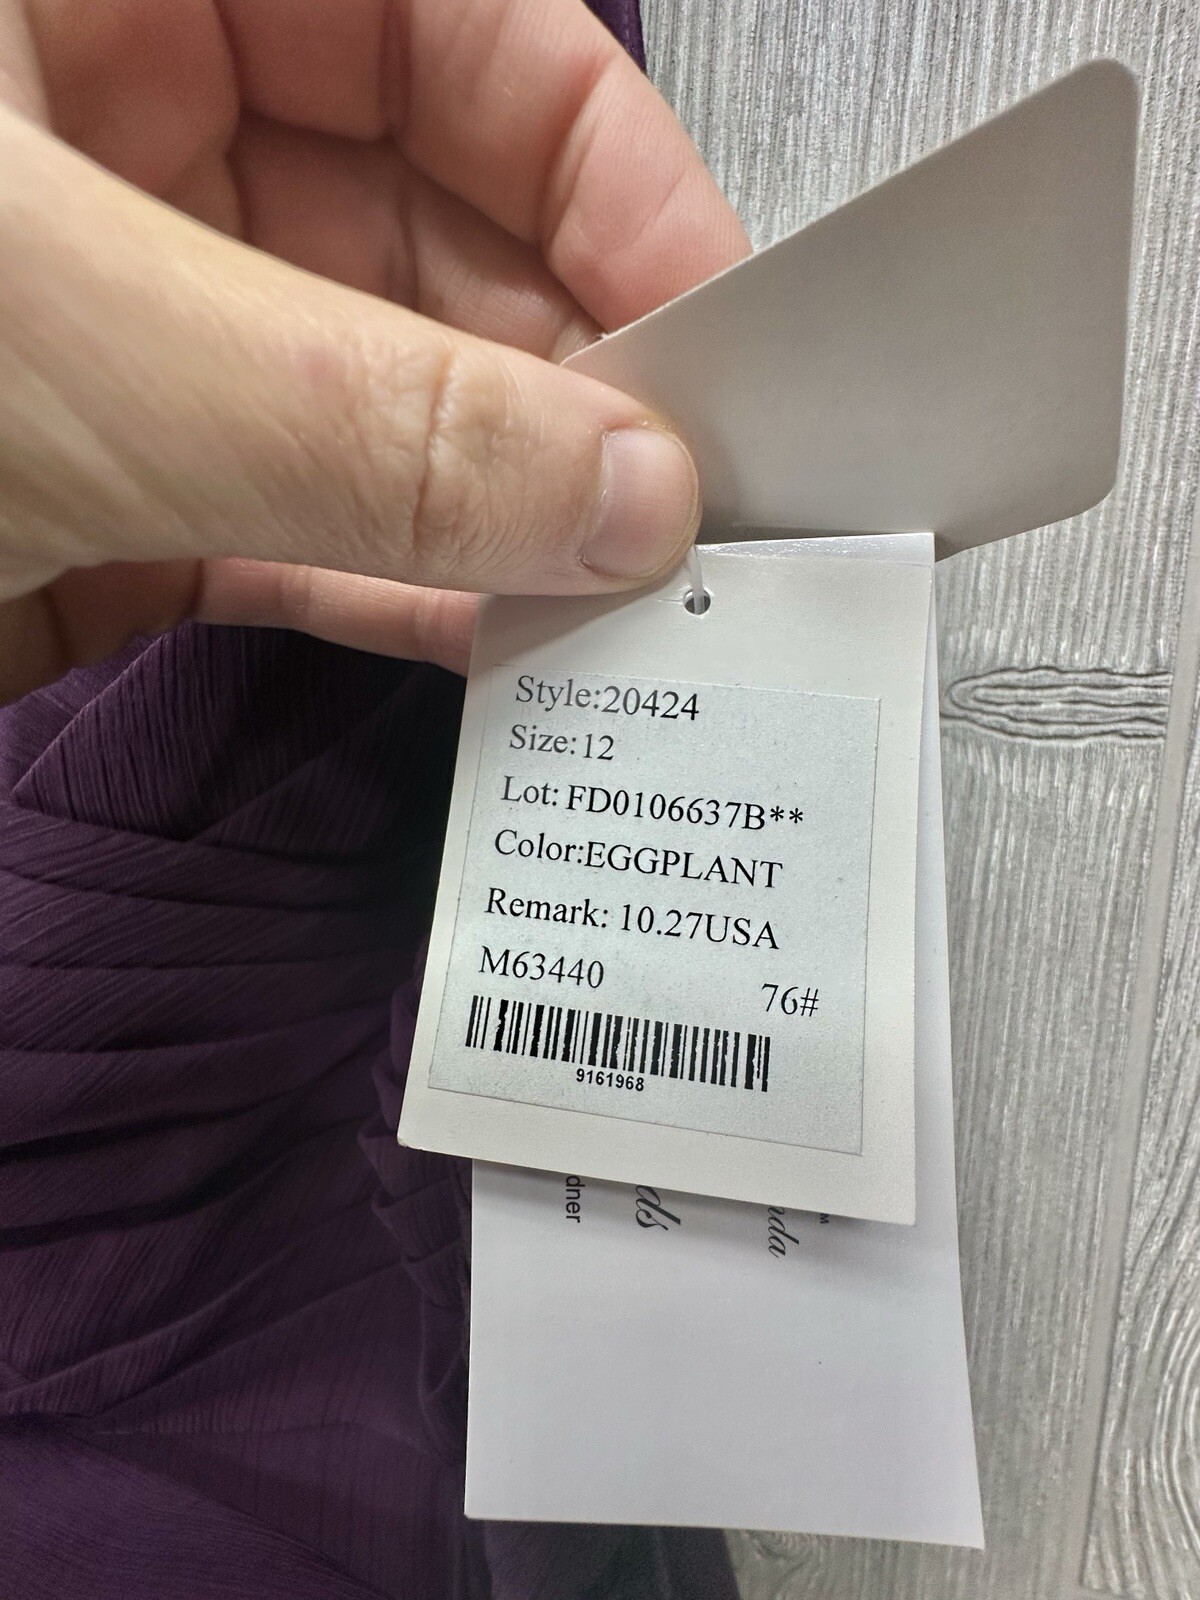 Style:20424
Size:12
Lot: FD0106637B**
Color:EGGPLANT
Remark: 10.27USA
M63440
76#
9161968